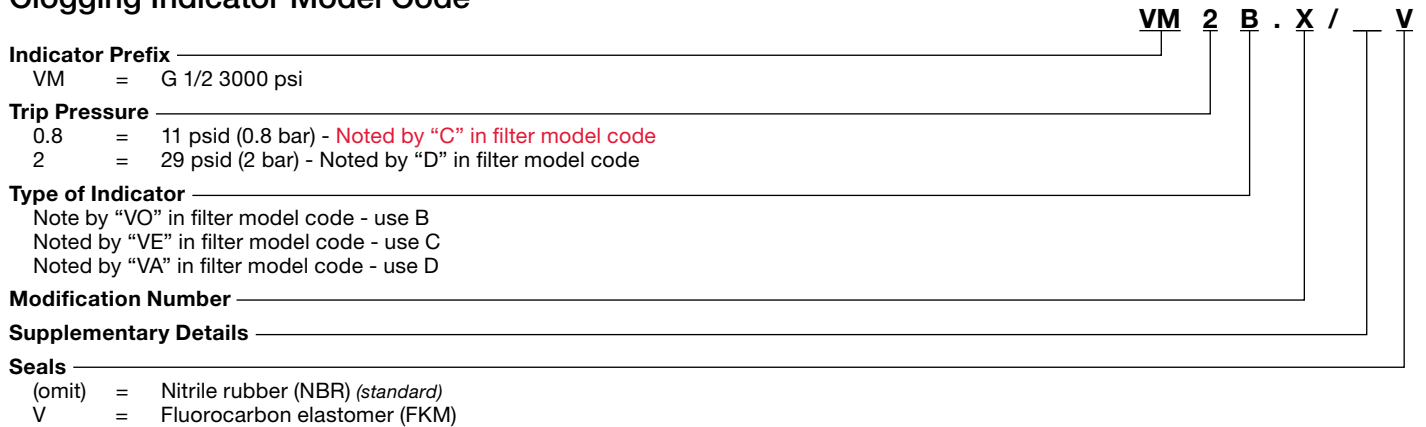 Clogging Indicator Model Code
VM 2 B . X / __ V
Indicator Prefix
VM = G 1/2 3000 psi
Trip Pressure
0.8 = 11 psid (0.8 bar) - Noted by “C” in filter model code
2 = 29 psid (2 bar) - Noted by “D” in filter model code
Type of Indicator
Note by “VO” in filter model code - use B
Noted by “VE” in filter model code - use C
Noted by “VA” in filter model code - use D
Modification Number
Supplementary Details
Seals
(omit) = Nitrile rubber (NBR) (standard)
V = Fluorocarbon elastomer (FKM)